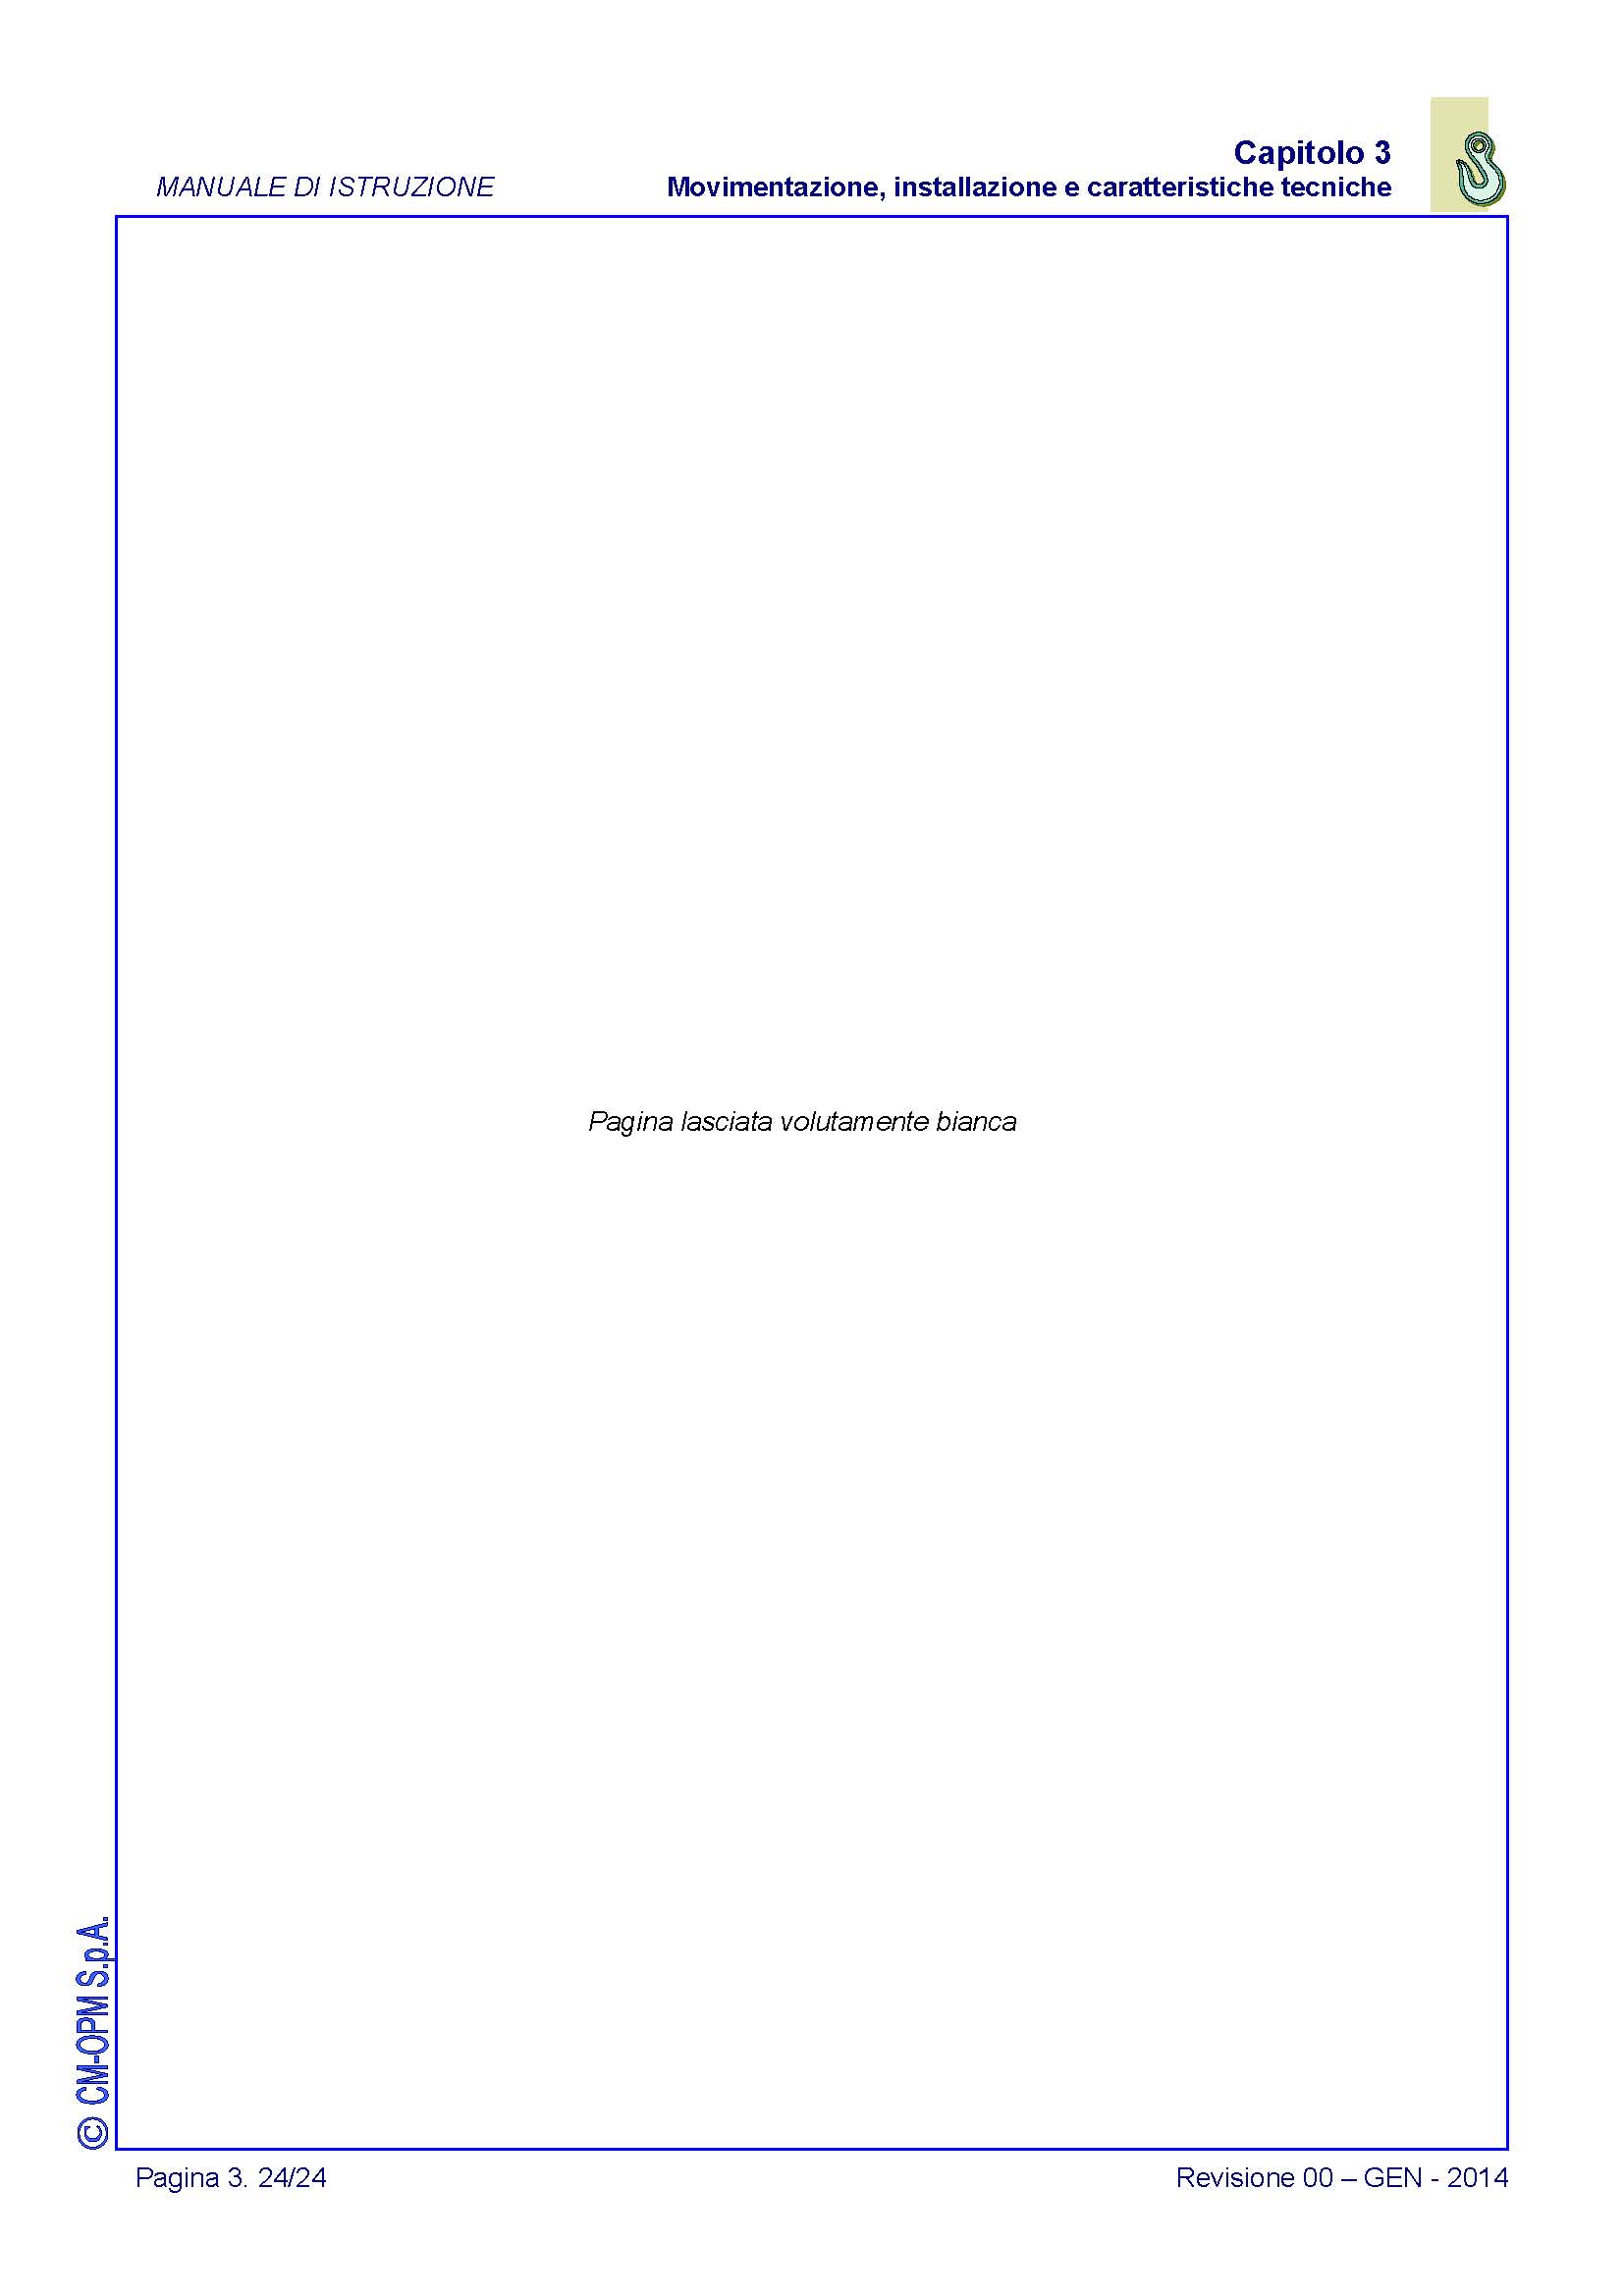 Capitolo 3
MANUALE DI ISTRUZIONE Movimentazione, installazione e caratteristiche tecniche
Pagina lasciata volutamente bianca
© CM-OPM S.p.A.
Pagina 3. 24/24 Revisione 00 – GEN - 2014